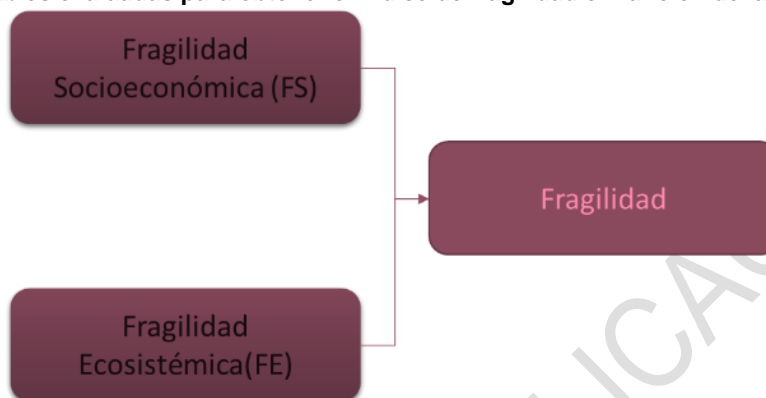 Fragilidad
Socioeconómica (FS)
Fragilidad
Fragilidad
Ecosistémica(FE)